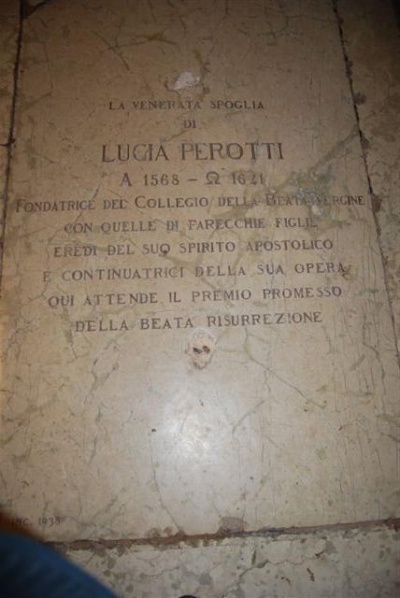 LA VENERATA SPOGLIA
DI
LUCIA PEROTTI
A 1568 - Ω 1621
FONDATRICE DEL COLLEGIO DELLA BEATA VERGINE
CON QUELLE DI PARECCHIE FIGLIE
EREDI DEL SUO SPIRITO APOSTOLICO
E CONTINUATRICI DELLA SUA OPERA
QUI ATTENDE IL PREMIO PROMESSO
DELLA BEATA RISURREZIONE